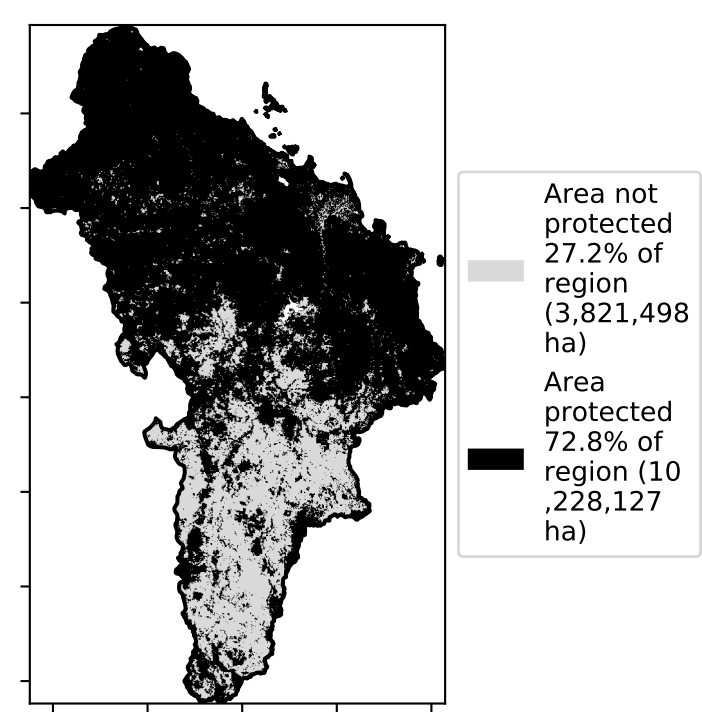 Area not
protected
27.2% of
region
(3,821,498
ha)
Area
protected
72.8% of
region (10
,228,127
ha)